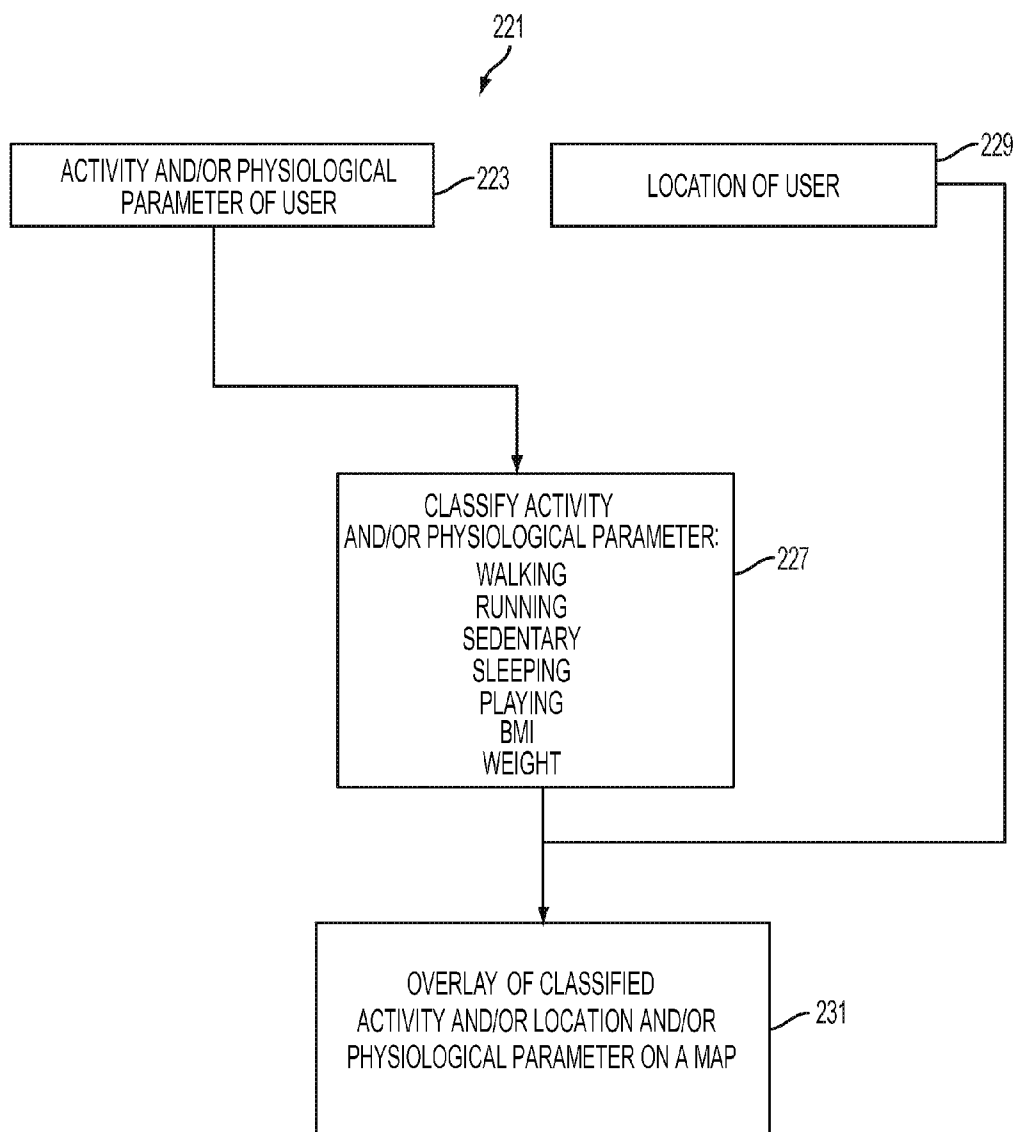 221
ACTIVITY AND/OR PHYSIOLOGICAL
PARAMETER OF USER
223
LOCATION OF USER
229
CLASSIFY ACTIVITY
AND/OR PHYSIOLOGICAL PARAMETER:
WALKING
RUNNING
SEDENTARY
SLEEPING
PLAYING
BMI
WEIGHT
227
OVERLAY OF CLASSIFIED
ACTIVITY AND/OR LOCATION AND/OR
PHYSIOLOGICAL PARAMETER ON A MAP
231